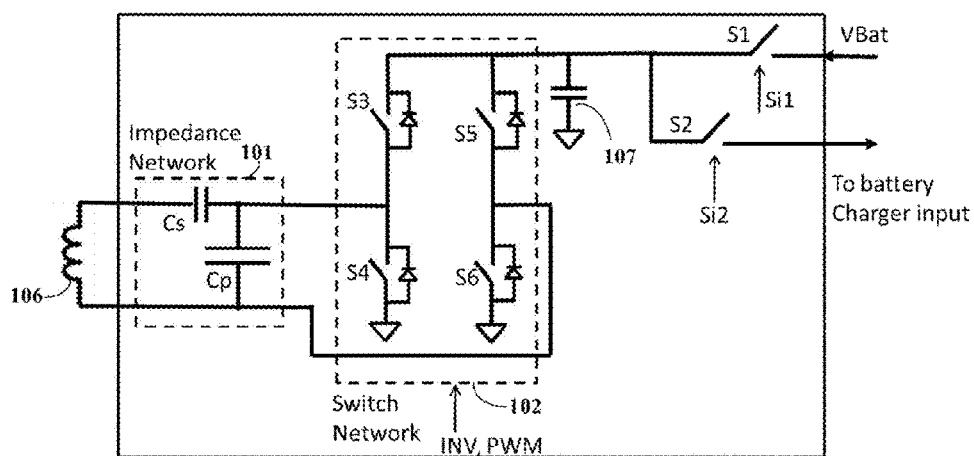 S1
VBat
S3
S5
Si1
Impedance
Network
101
107
S2
To battery
Charger input
Si2
Cs
Cp
S4
S6
106
Switch
Network
102
INV, PWM